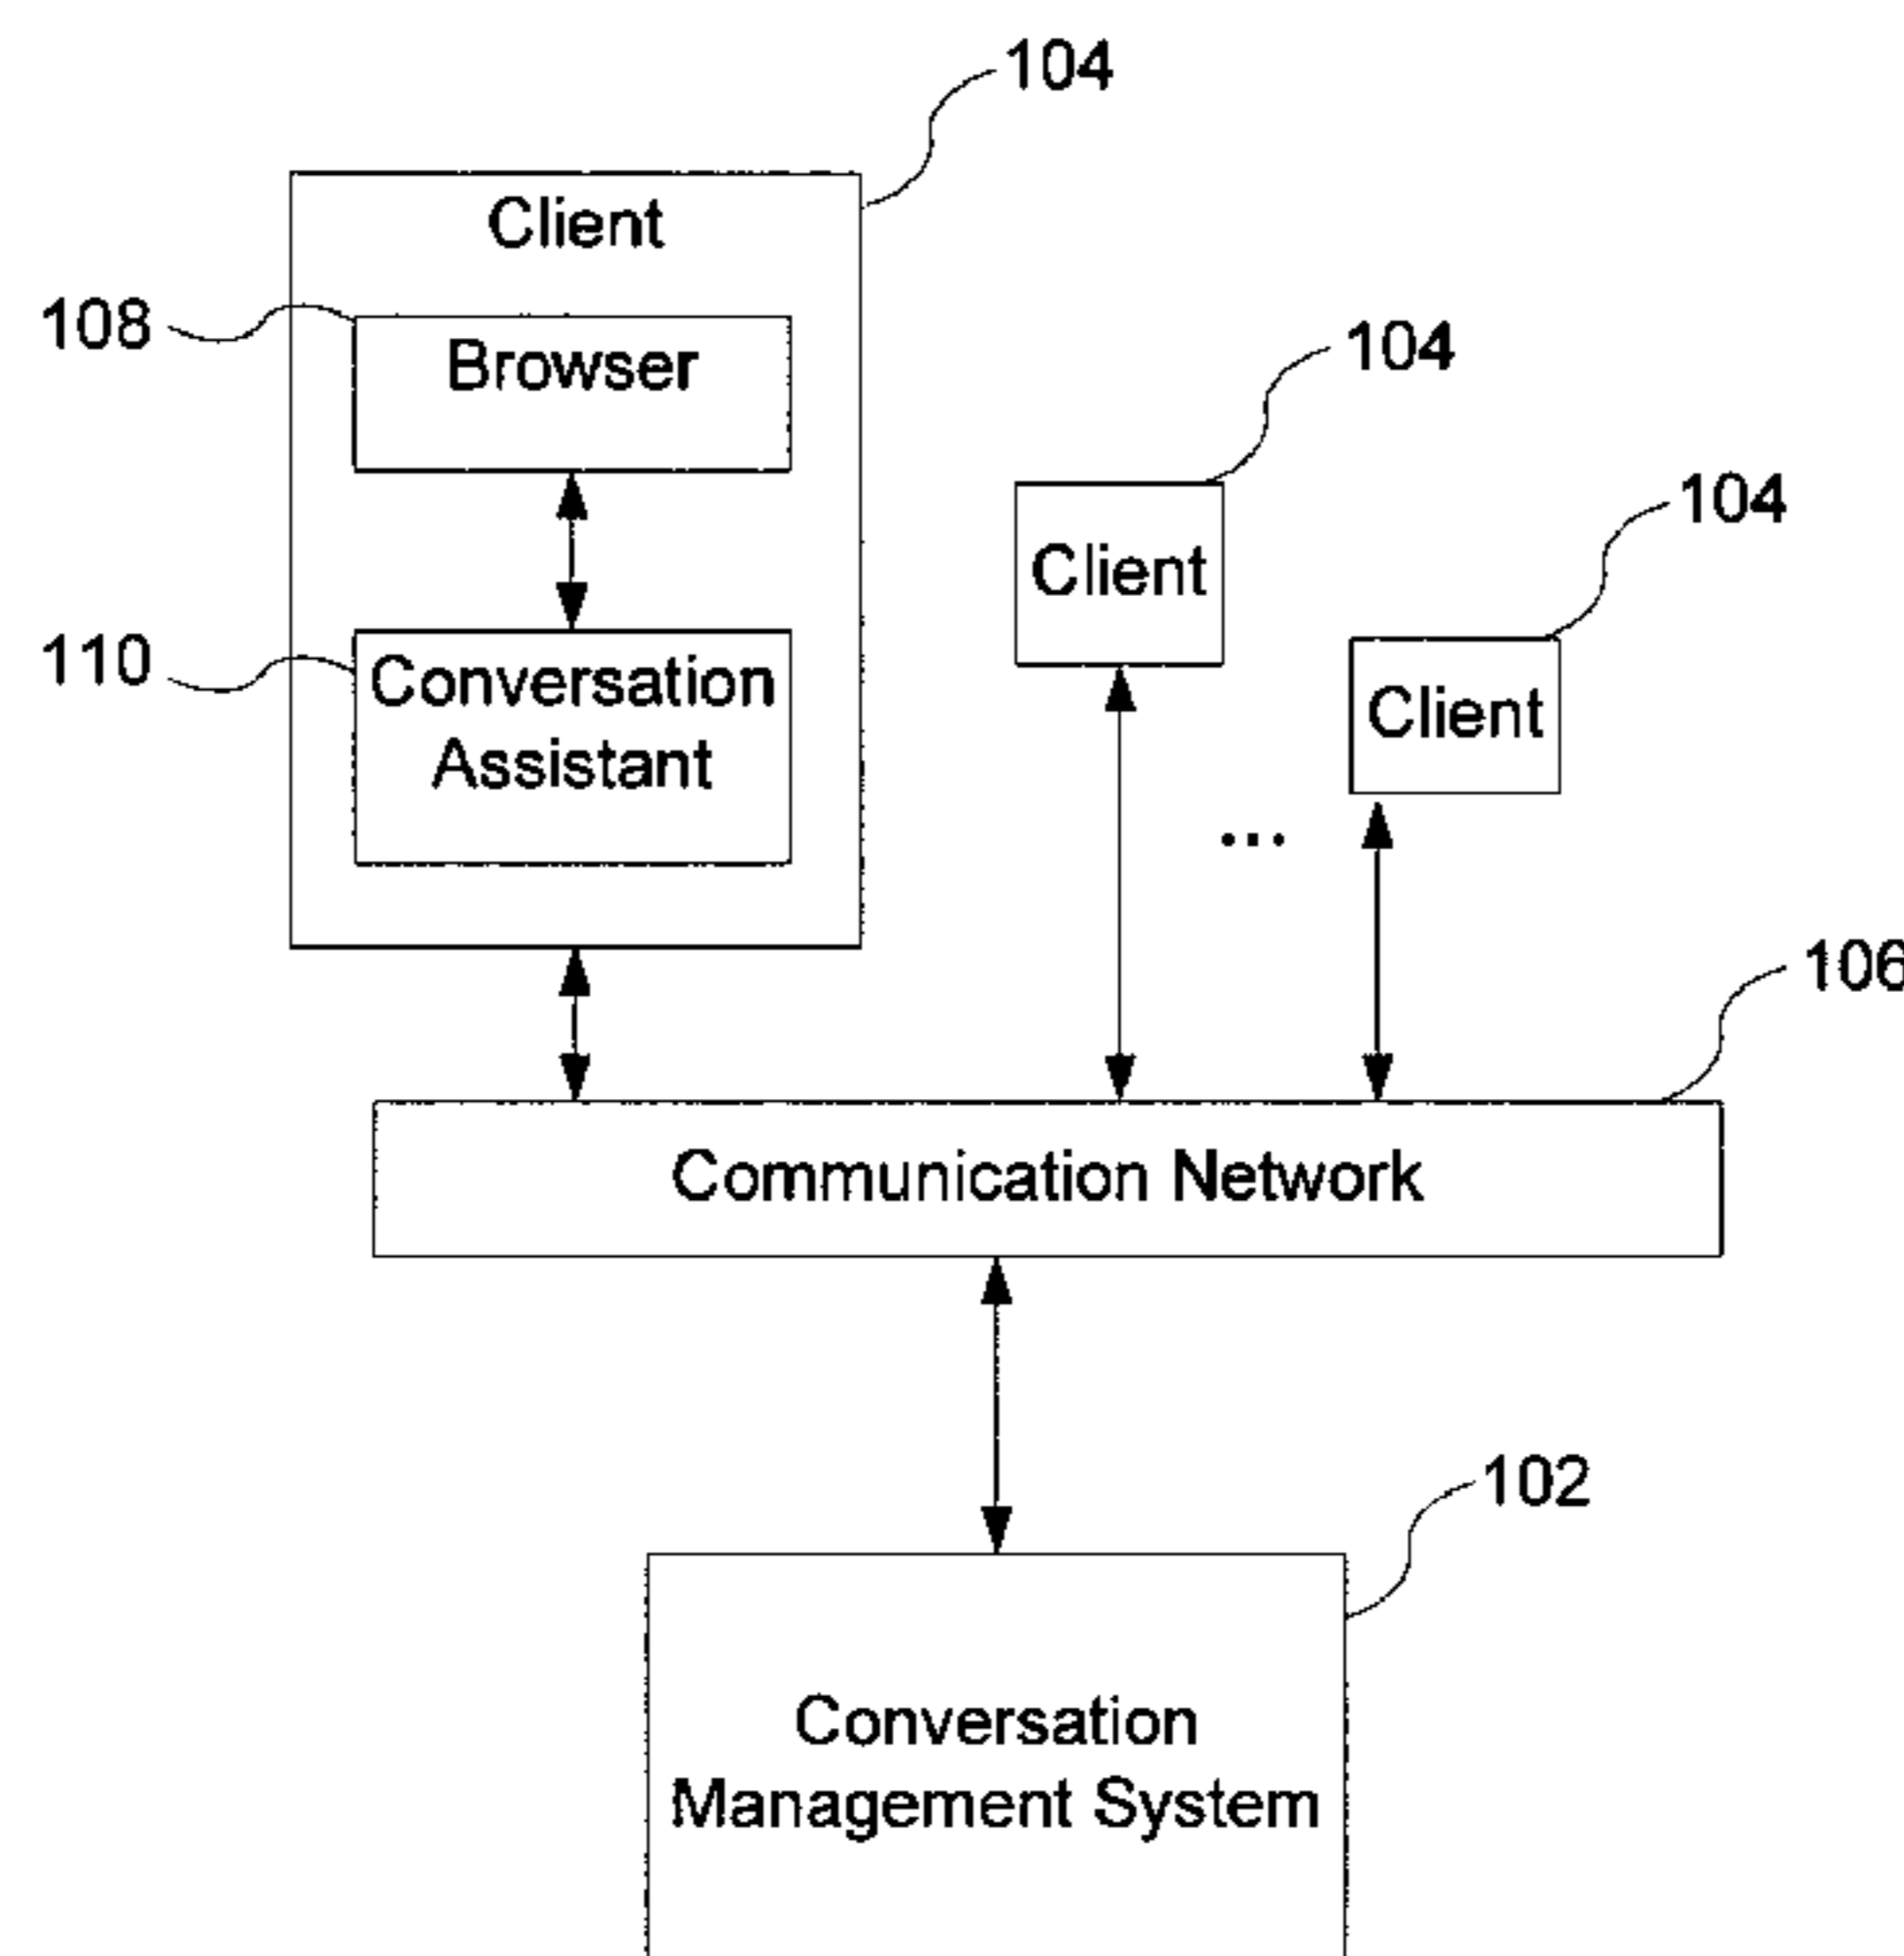 104
Client
108
Browser
104
104
Client
110
Conversation
Assistant
Client
...
106
Communication Network
102
Conversation
Management System